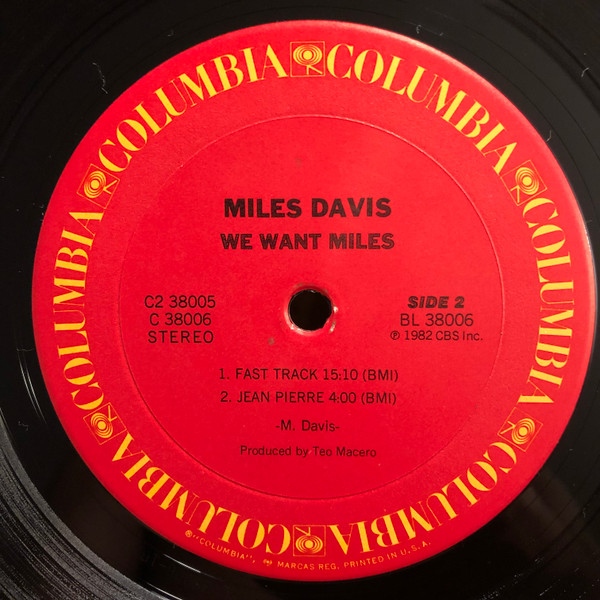 COLUMBIA COLUMBIA COLUMBIA COLUMBIA COLUMBIA COLUMBIA
MILES DAVIS
WE WANT MILES
C2 38005
C 38006
STEREO
SIDE 2
BL 38006
℗ 1982 CBS Inc.
1. FAST TRACK 15:10 (BMI)
2. JEAN PIERRE 4:00 (BMI)
-M. Davis-
Produced by Teo Macero
®"COLUMBIA", MARCAS REG. PRINTED IN U.S.A.